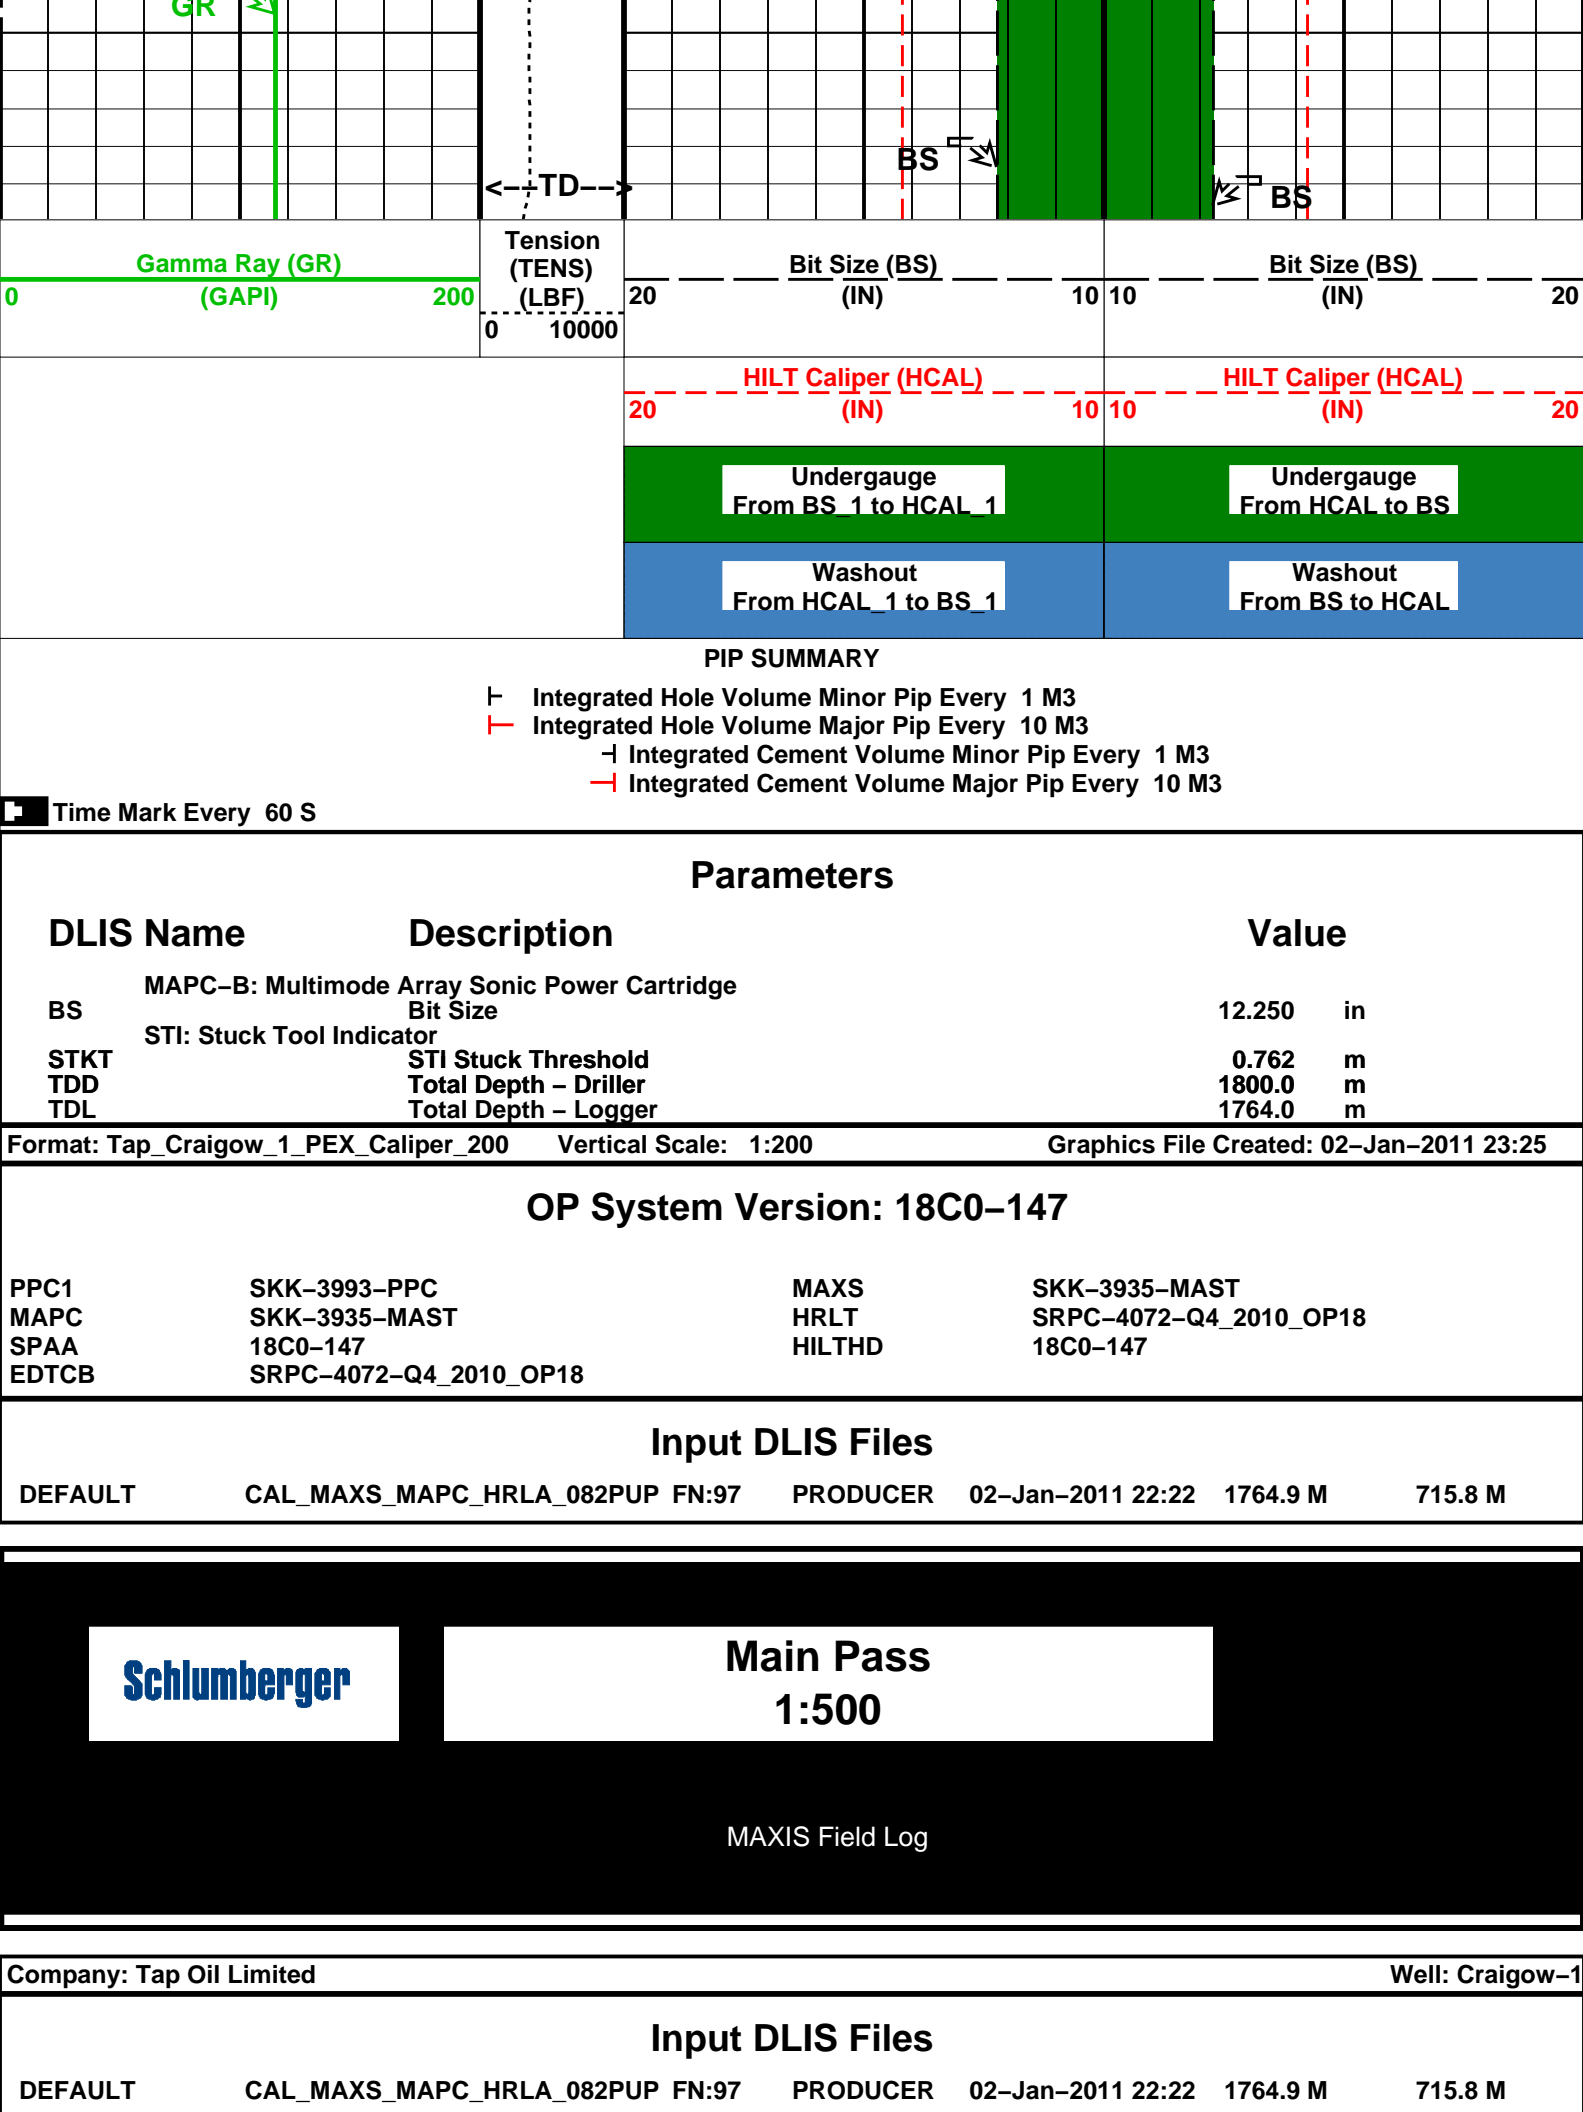 GR
BS
<--TD-->
BS
Tension
Gamma Ray (GR) (TENS) Bit Size (BS) Bit Size (BS)
0 (GAPI) 200 (LBF) 20 (IN) 10 10 (IN) 20
0 10000
HILT Caliper (HCAL) HILT Caliper (HCAL)
20 (IN) 10 10 (IN) 20
Undergauge Undergauge
From BS_1 to HCAL_1 From HCAL to BS
Washout Washout
From HCAL_1 to BS_1 From BS to HCAL
PIP SUMMARY
Integrated Hole Volume Minor Pip Every 1 M3
Integrated Hole Volume Major Pip Every 10 M3
Integrated Cement Volume Minor Pip Every 1 M3
Integrated Cement Volume Major Pip Every 10 M3
Time Mark Every 60 S
Parameters
DLIS Name Description Value
MAPC–B: Multimode Array Sonic Power Cartridge
BS Bit Size 12.250 in
STI: Stuck Tool Indicator
STKT STI Stuck Threshold 0.762 m
TDD Total Depth – Driller 1800.0 m
TDL Total Depth – Logger 1764.0 m
Format: Tap_Craigow_1_PEX_Caliper_200 Vertical Scale: 1:200 Graphics File Created: 02–Jan–2011 23:25
OP System Version: 18C0–147
PPC1 SKK–3993–PPC MAXS SKK–3935–MAST
MAPC SKK–3935–MAST HRLT SRPC–4072–Q4_2010_OP18
SPAA 18C0–147 HILTHD 18C0–147
EDTCB SRPC–4072–Q4_2010_OP18
Input DLIS Files
DEFAULT CAL_MAXS_MAPC_HRLA_082PUP FN:97 PRODUCER 02–Jan–2011 22:22 1764.9 M 715.8 M
Schlumberger
Main Pass
1:500
MAXIS Field Log
Company: Tap Oil Limited Well: Craigow–1
Input DLIS Files
DEFAULT CAL_MAXS_MAPC_HRLA_082PUP FN:97 PRODUCER 02–Jan–2011 22:22 1764.9 M 715.8 M